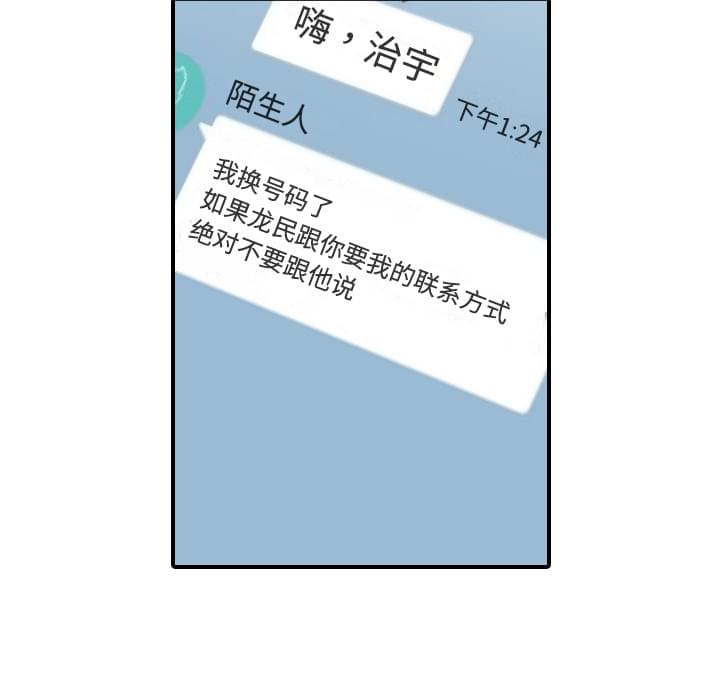 嗨，治宇
下午1:24
陌生人
我换号码了
如果龙民跟你要我的联系方式
绝对不要跟他说